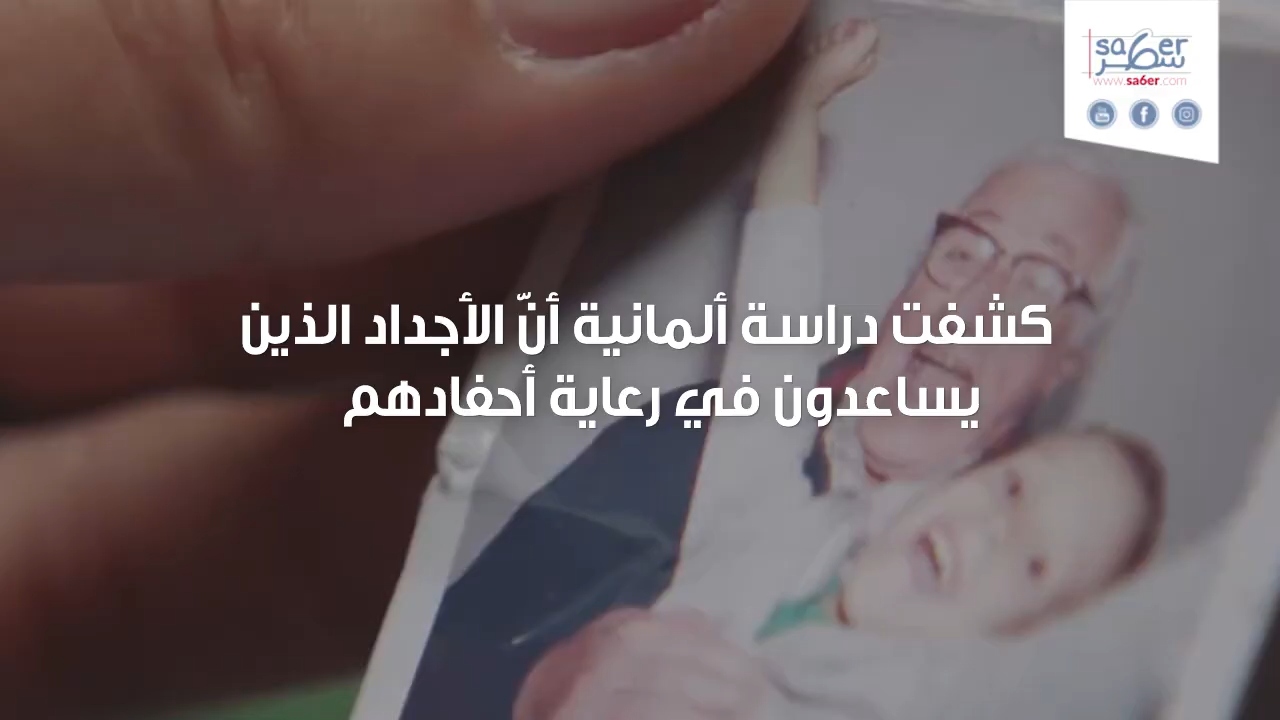 sa6er
سطر
www.sa6er.com
كشفت دراسة ألمانية أنّ الأجداد الذين
يساعدون في رعاية أحفادهم